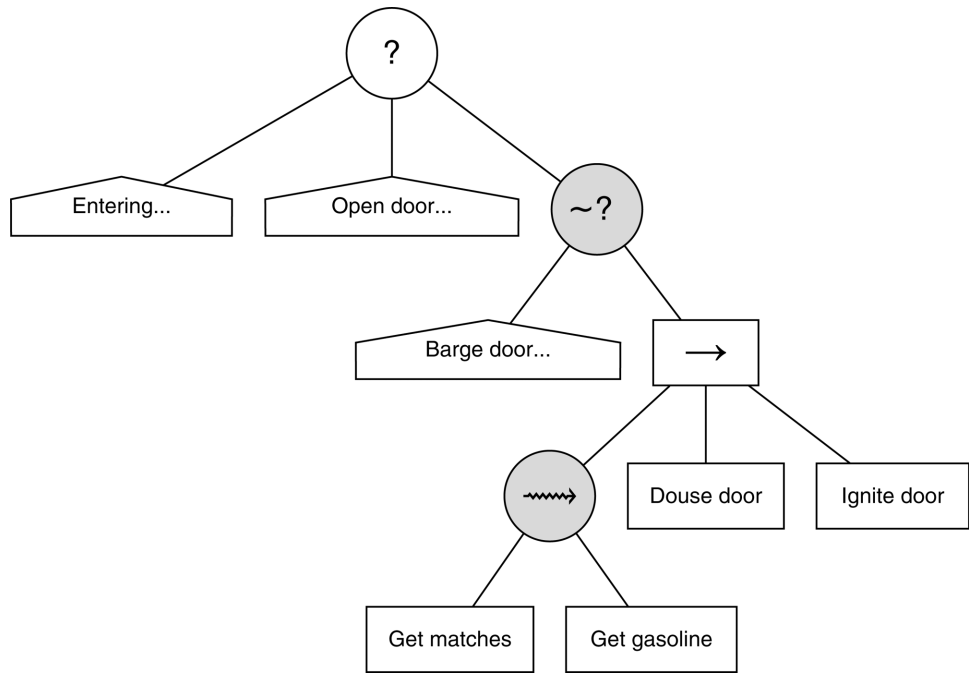 ?
Entering...
Open door...
~?
Barge door...
→
Douse door
Ignite door
Get matches
Get gasoline